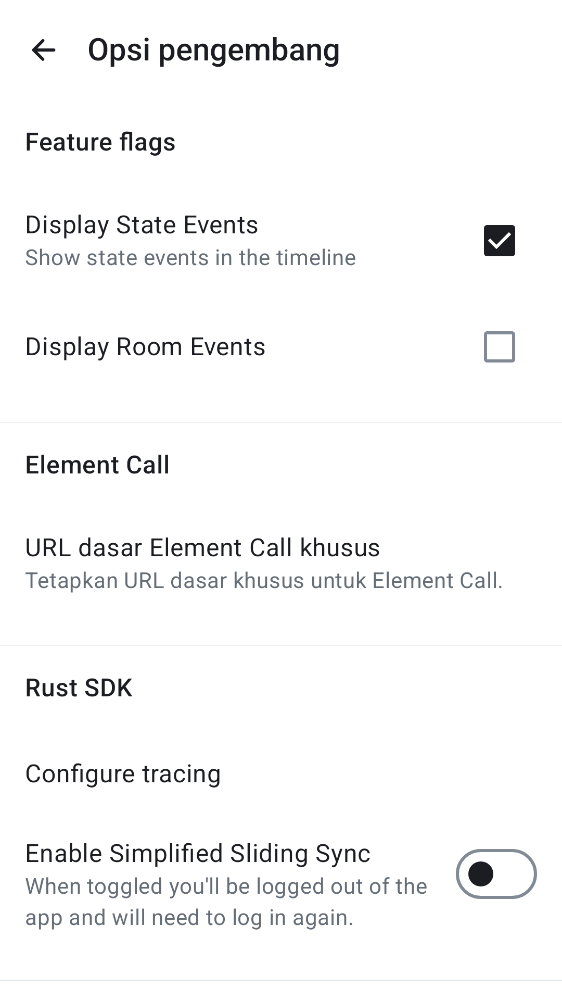 Opsi pengembang
Feature flags
Display State Events
Show state events in the timeline
Display Room Events
Element Call
URL dasar Element Call khusus
Tetapkan URL dasar khusus untuk Element Call.
Rust SDK
Configure tracing
Enable Simplified Sliding Sync
When toggled you'll be logged out of the
app and will need to log in again.